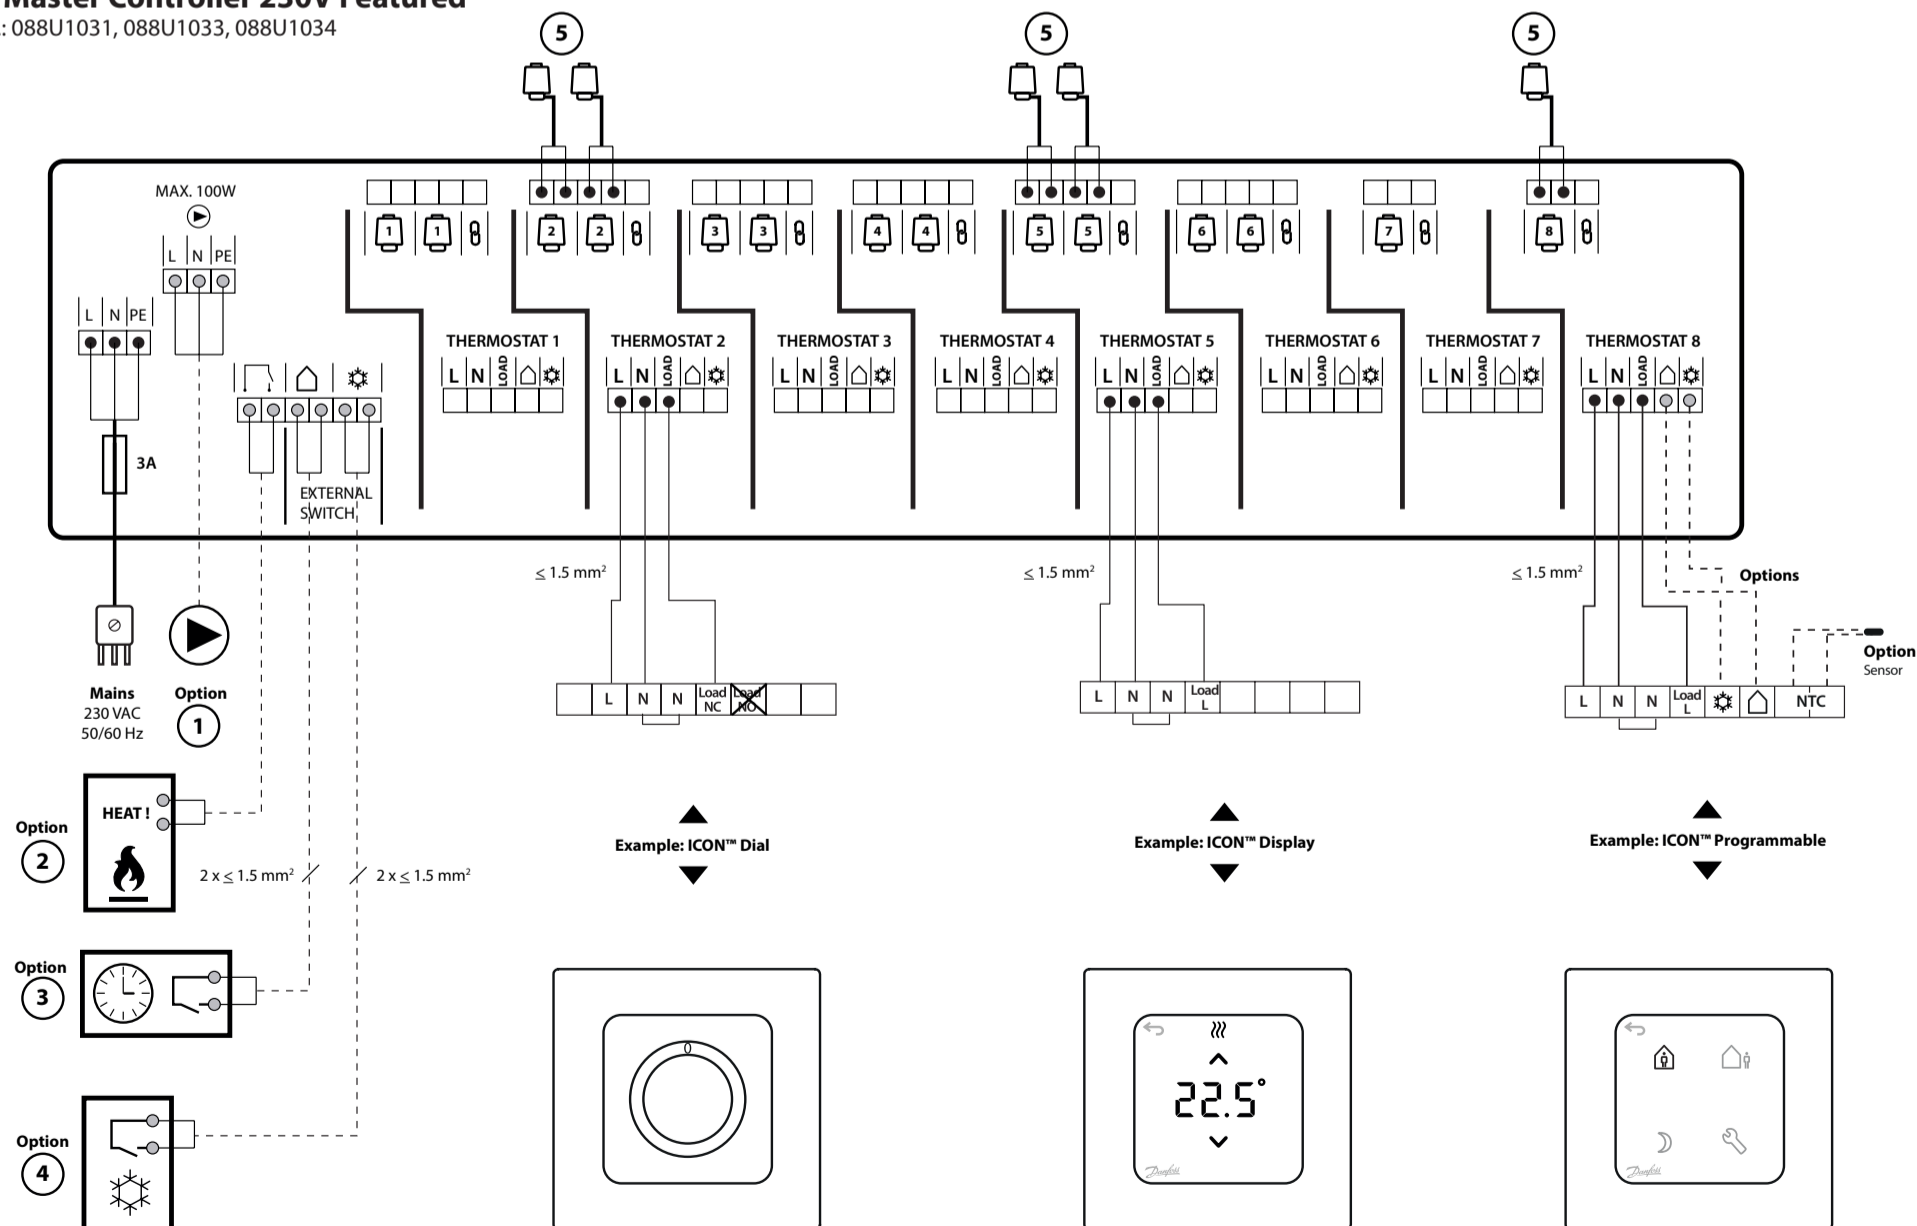 Master Controller 230V Featured
.: 088U1031, 088U1033, 088U1034
5
5
5
MAX. 100W
L N PE
L N PE
1 1
2 2
3 3
4 4
5 5
6 6
7
8
THERMOSTAT 1
L N LOAD
THERMOSTAT 2
L N LOAD
THERMOSTAT 3
L N LOAD
THERMOSTAT 4
L N LOAD
THERMOSTAT 5
L N LOAD
THERMOSTAT 6
L N LOAD
THERMOSTAT 7
L N LOAD
THERMOSTAT 8
L N LOAD
3A
EXTERNAL
SWITCH
≤ 1.5 mm²
≤ 1.5 mm²
≤ 1.5 mm²
Options
Option
Sensor
Mains
230 VAC
50/60 Hz
Option
1
L N N Load NC Load NO
L N N Load L
L N N Load L NTC
HEAT !
Option
2
2 x ≤ 1.5 mm²
2 x ≤ 1.5 mm²
Example: ICON™ Dial
Example: ICON™ Display
Example: ICON™ Programmable
Option
3
Option
4
0
22.5°
Danfoss
Danfoss